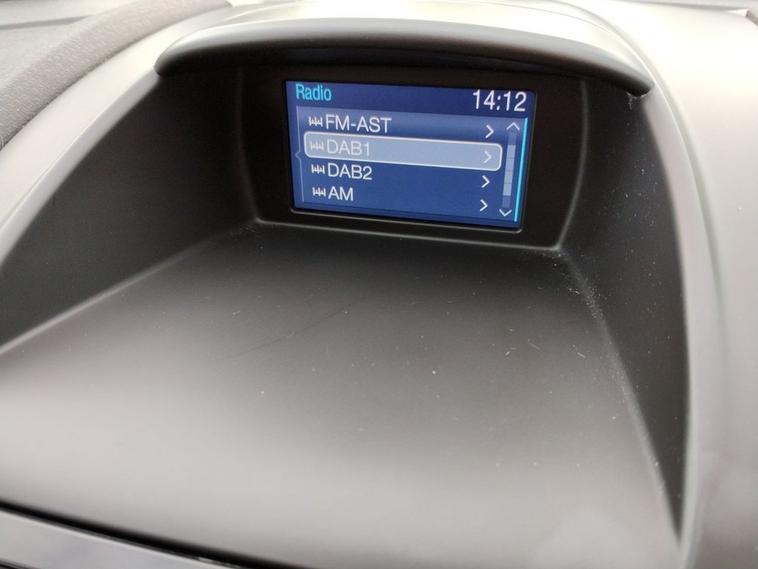 Radio 14:12
FM-AST
DAB1
DAB2
AM